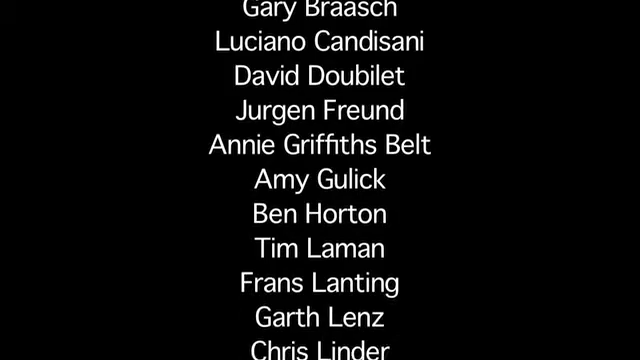 Gary Braasch
Luciano Candisani
David Doubilet
Jurgen Freund
Annie Griffiths Belt
Amy Gulick
Ben Horton
Tim Laman
Frans Lanting
Garth Lenz
Chris Linder